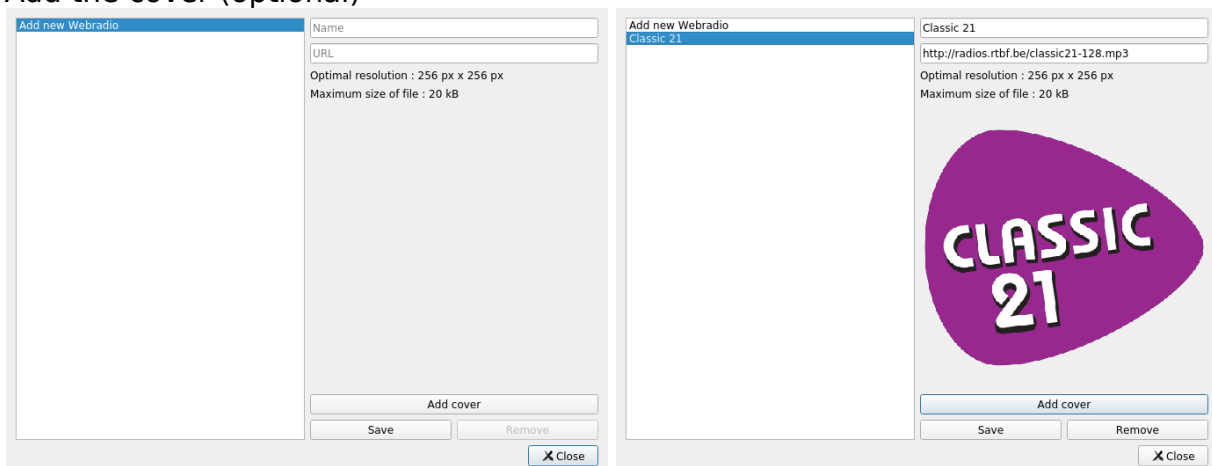 Add the cover (optional)
Add new Webradio
Name
URL
Optimal resolution : 256 px x 256 px
Maximum size of file : 20 kB
Add cover
Save
Remove
Close
Add new Webradio
Classic 21
Classic 21
http://radios.rtbf.be/classic21-128.mp3
Optimal resolution : 256 px x 256 px
Maximum size of file : 20 kB
CLASSIC
21
Add cover
Save
Remove
Close